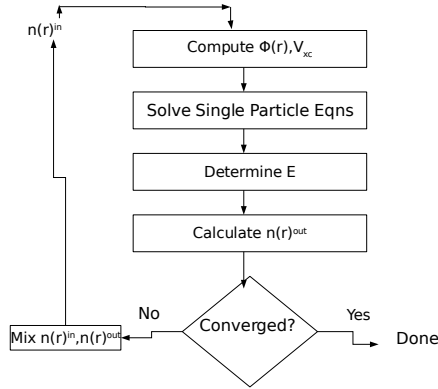 n(r)ⁱⁿ
Compute Φ(r),Vxc
Solve Single Particle Eqns
Determine E
Calculate n(r)ᵒᵘᵗ
Converged?
No
Yes
Mix n(r)ⁱⁿ,n(r)ᵒᵘᵗ
Done